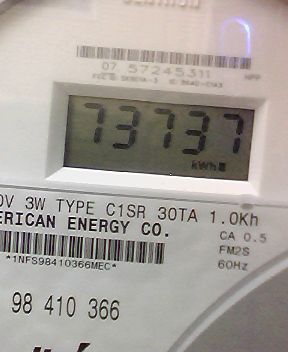 07 57245311
73737
kWh
0V 3W TYPE C1SR 30TA 1.0Kh
ERICAN ENERGY CO.
CA 0.5
FM2S
*1NFS98410366MEC*
60Hz
98 410 366